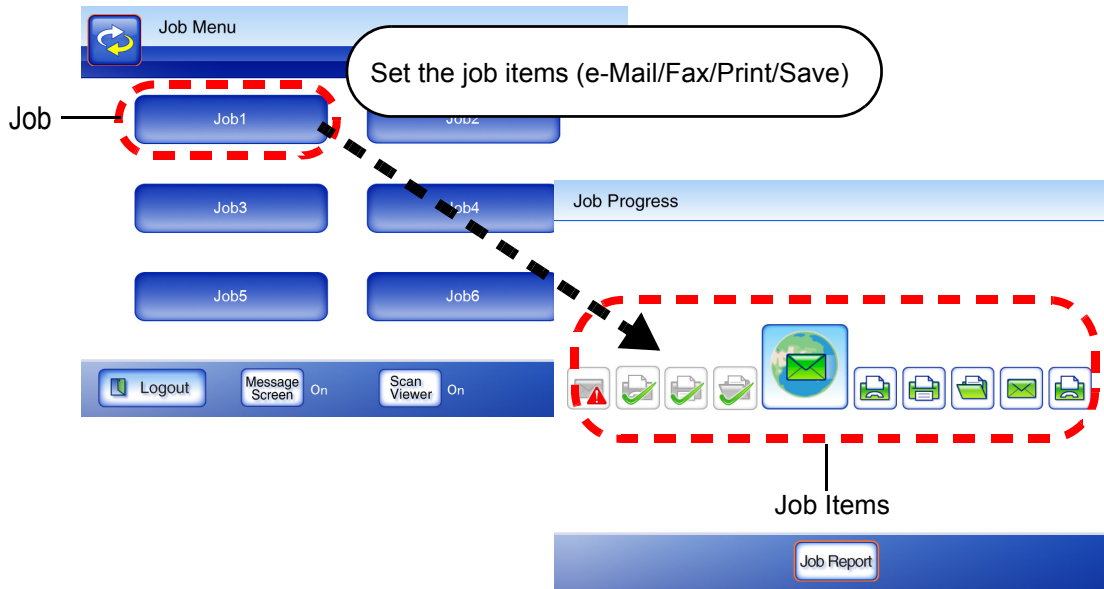 Job Menu
Set the job items (e-Mail/Fax/Print/Save)
Job
Job1
Job2
Job3
Job4
Job Progress
Job5
Job6
Logout
Message
Screen
On
Scan
Viewer
On
Job Items
Job Report